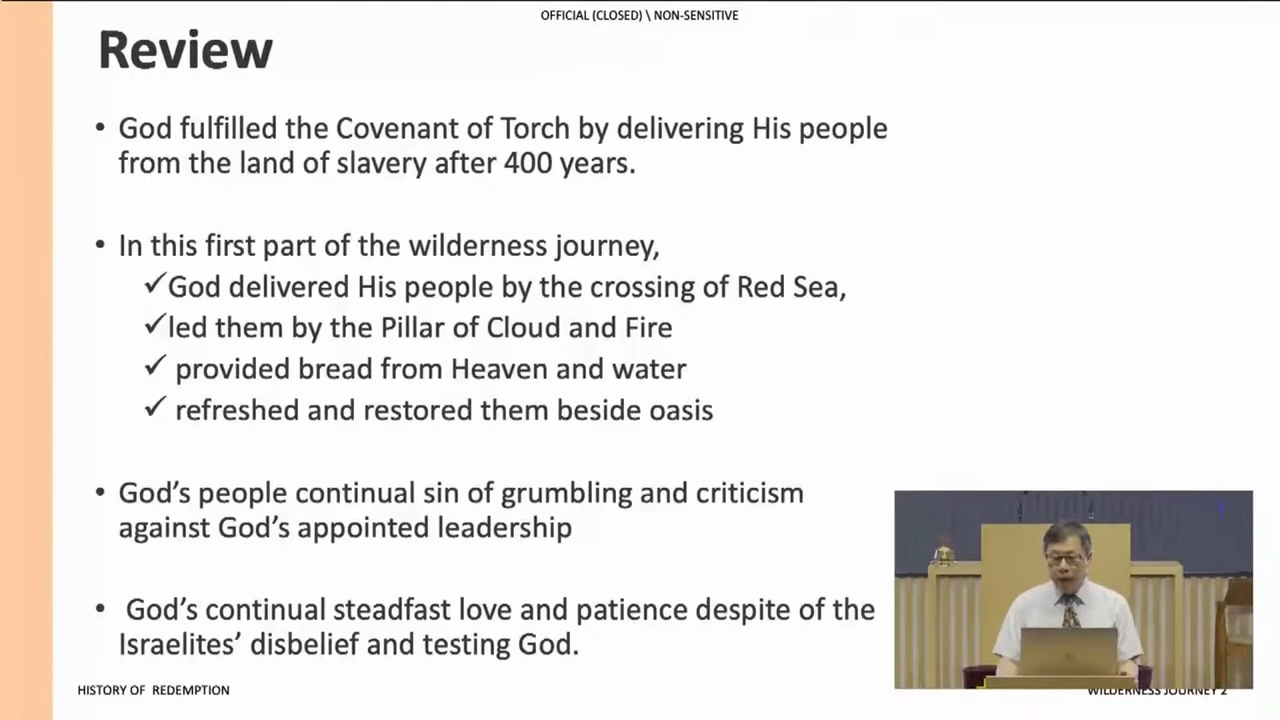 OFFICIAL (CLOSED) \ NON-SENSITIVE
Review
• God fulfilled the Covenant of Torch by delivering His people
from the land of slavery after 400 years.
• In this first part of the wilderness journey,
✓God delivered His people by the crossing of Red Sea,
✓led them by the Pillar of Cloud and Fire
✓ provided bread from Heaven and water
✓ refreshed and restored them beside oasis
• God’s people continual sin of grumbling and criticism
against God’s appointed leadership
• God’s continual steadfast love and patience despite of the
Israelites’ disbelief and testing God.
HISTORY OF REDEMPTION
WILDERNESS JOURNEY 2